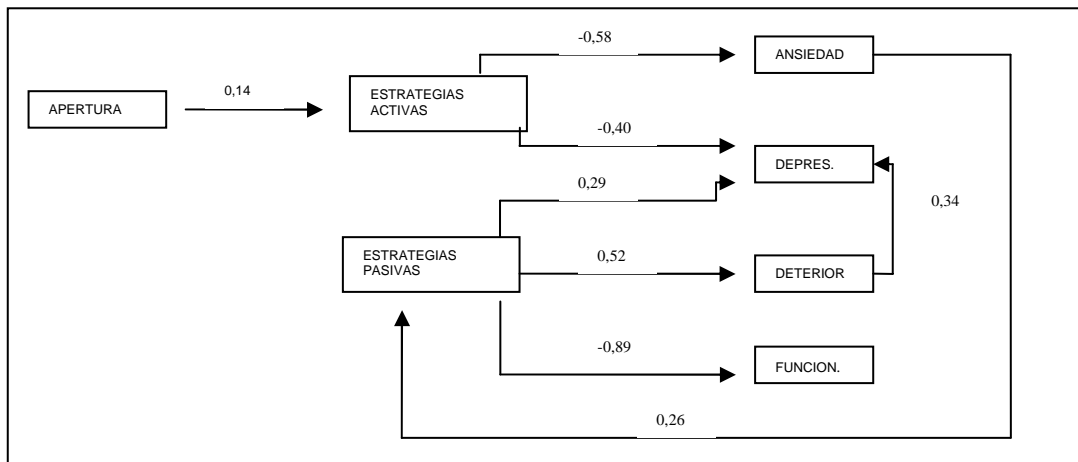 -0,58
ANSIEDAD
0,14
APERTURA
ESTRATEGIAS
ACTIVAS
-0,40
DEPRES.
0,29
0,34
ESTRATEGIAS
PASIVAS
0,52
DETERIOR
-0,89
FUNCION.
0,26